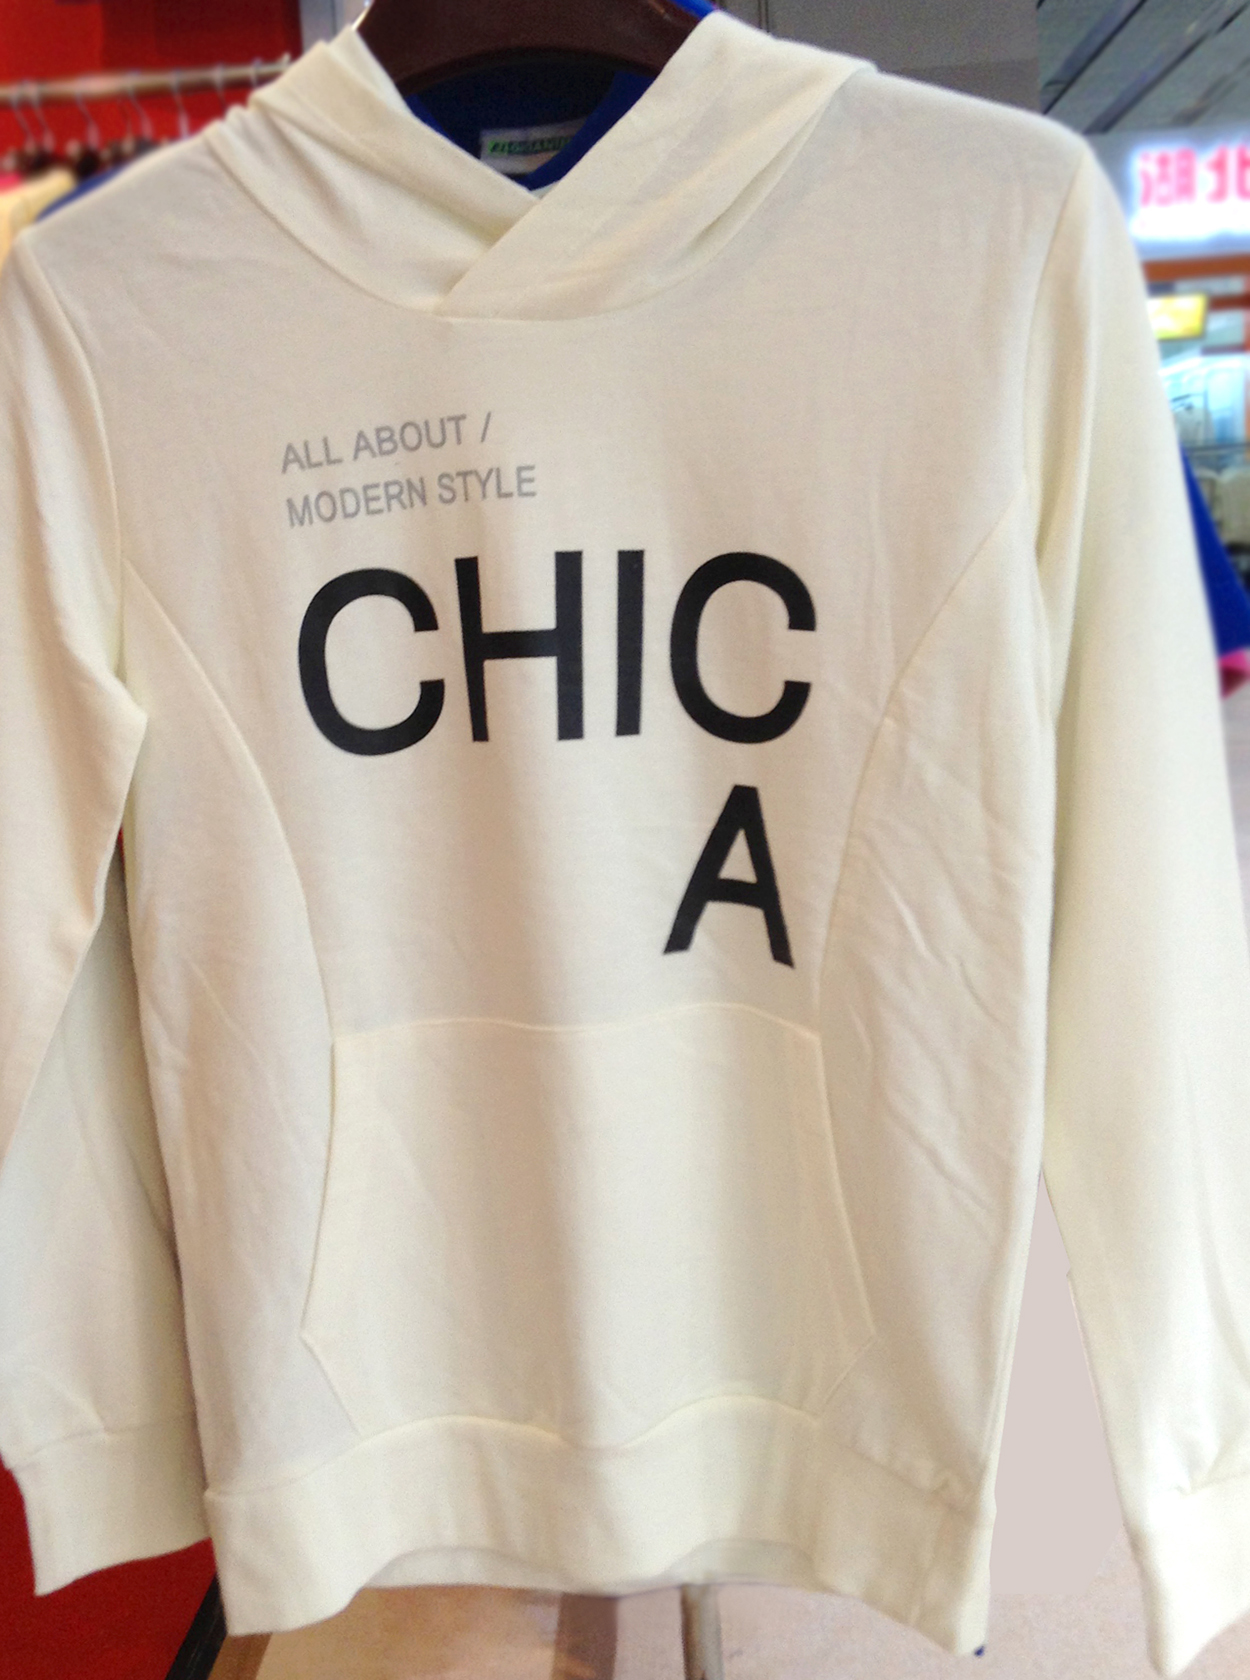 ALL ABOUT /
MODERN STYLE
CHIC
A